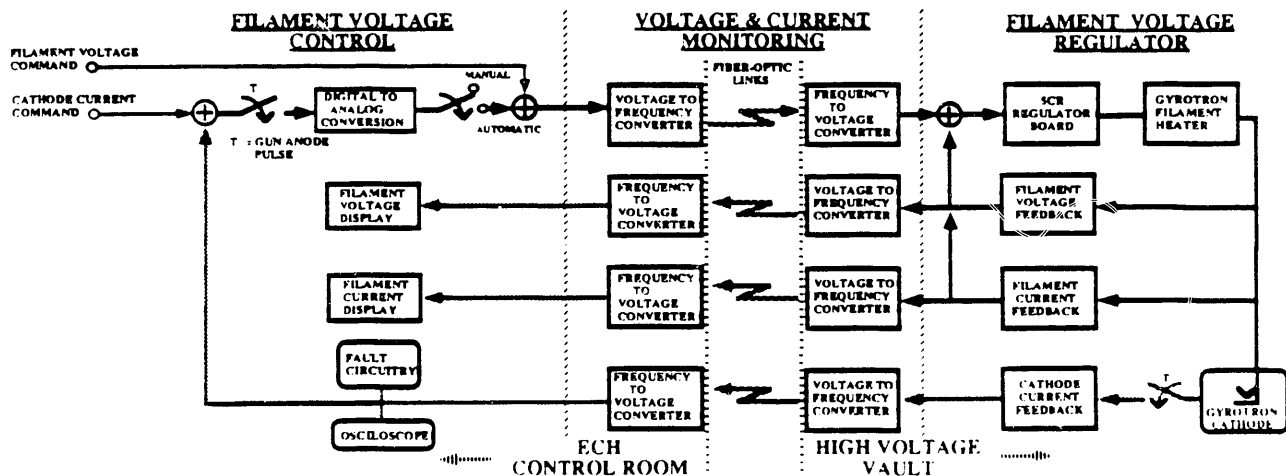 FILAMENT VOLTAGE
CONTROL
VOLTAGE & CURRENT
MONITORING
FILAMENT VOLTAGE
REGULATOR
FILAMENT VOLTAGE
COMMAND
CATHODE CURRENT
COMMAND
T
T = GUN ANODE
PULSE
DIGITAL TO
ANALOG
CONVERSION
MANUAL
AUTOMATIC
VOLTAGE TO
FREQUENCY
CONVERTER
FIBER-OPTIC
LINKS
FREQUENCY
TO
VOLTAGE
CONVERTER
SCR
REGULATOR
BOARD
GYROTRON
FILAMENT
HEATER
FILAMENT
VOLTAGE
DISPLAY
FREQUENCY
TO
VOLTAGE
CONVERTER
VOLTAGE TO
FREQUENCY
CONVERTER
FILAMENT
VOLTAGE
FEEDBACK
FILAMENT
CURRENT
DISPLAY
FREQUENCY
TO
VOLTAGE
CONVERTER
VOLTAGE TO
FREQUENCY
CONVERTER
FILAMENT
CURRENT
FEEDBACK
FAULT
CIRCUITRY
OSCILOSCOPE
FREQUENCY
TO
VOLTAGE
CONVERTER
VOLTAGE TO
FREQUENCY
CONVERTER
CATHODE
CURRENT
FEEDBACK
T
GYROTRON
CATHODE
ECH
CONTROL ROOM
HIGH VOLTAGE
VAULT